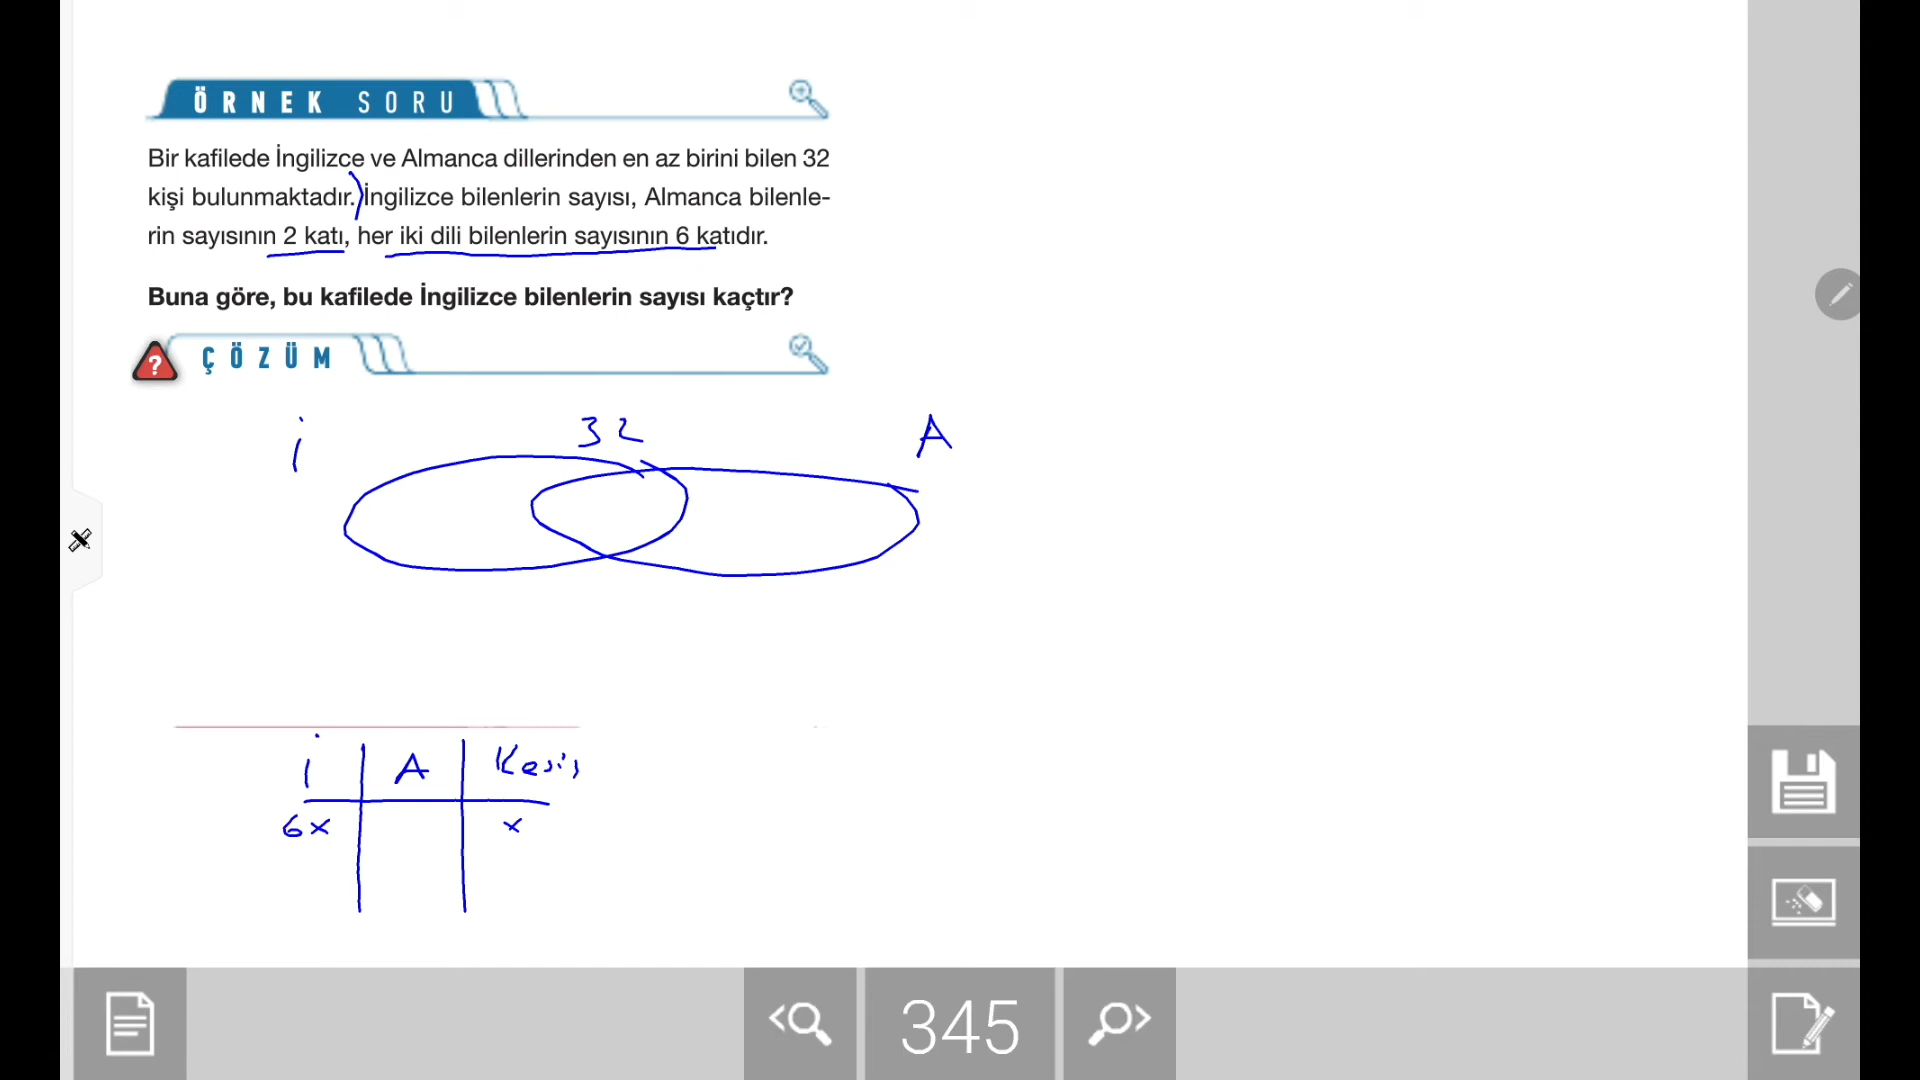 ÖRNEK SORU
Bir kafilede İngilizce ve Almanca dillerinden en az birini bilen 32
kişi bulunmaktadır. İngilizce bilenlerin sayısı, Almanca bilenle-
rin sayısının 2 katı, her iki dili bilenlerin sayısının 6 katıdır.
Buna göre, bu kafilede İngilizce bilenlerin sayısı kaçtır?
?
ÇÖZÜM
i 32 A
i A Kesiş
6x x
345